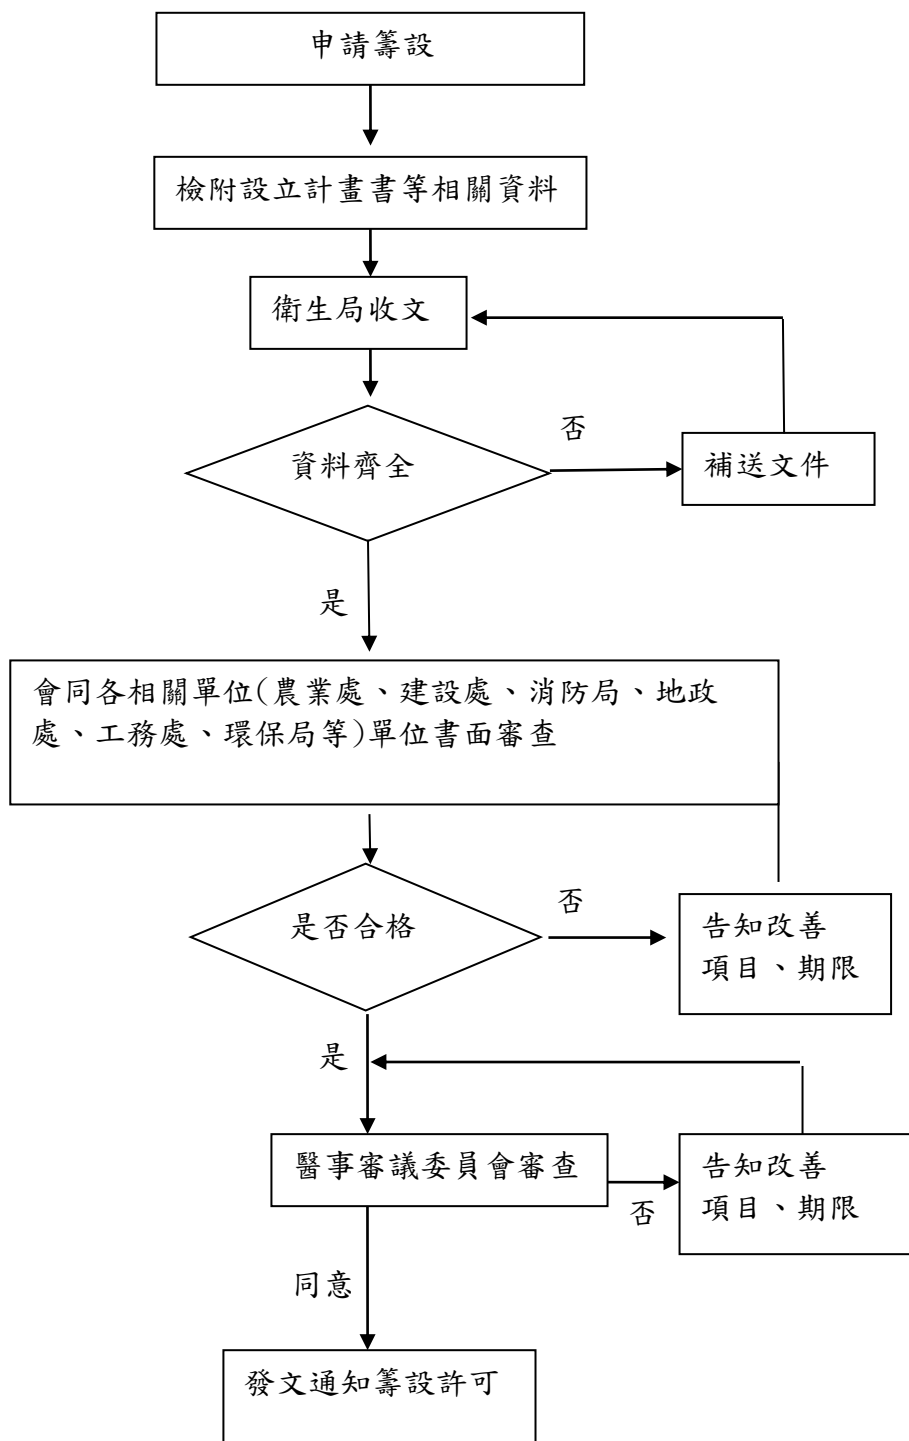 申請籌設
檢附設立計畫書等相關資料
衛生局收文
資料齊全
否
補送文件
是
會同各相關單位(農業處、建設處、消防局、地政
處、工務處、環保局等)單位書面審查
是否合格
否
告知改善
項目、期限
是
醫事審議委員會審查
否
告知改善
項目、期限
同意
發文通知籌設許可